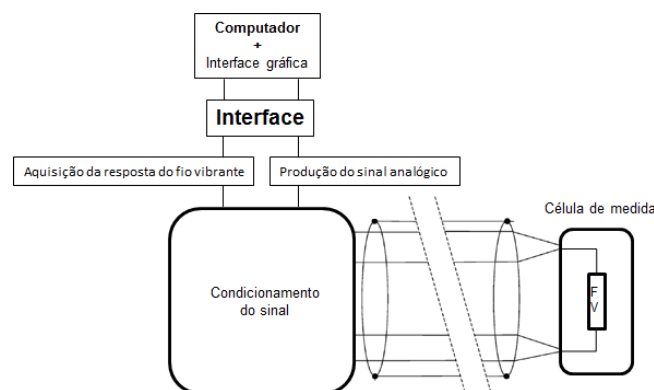 Computador
+
Interface gráfica
Interface
Aquisição da resposta do fio vibrante
Produção do sinal analógico
Célula de medida
Condicionamento
do sinal
F
V